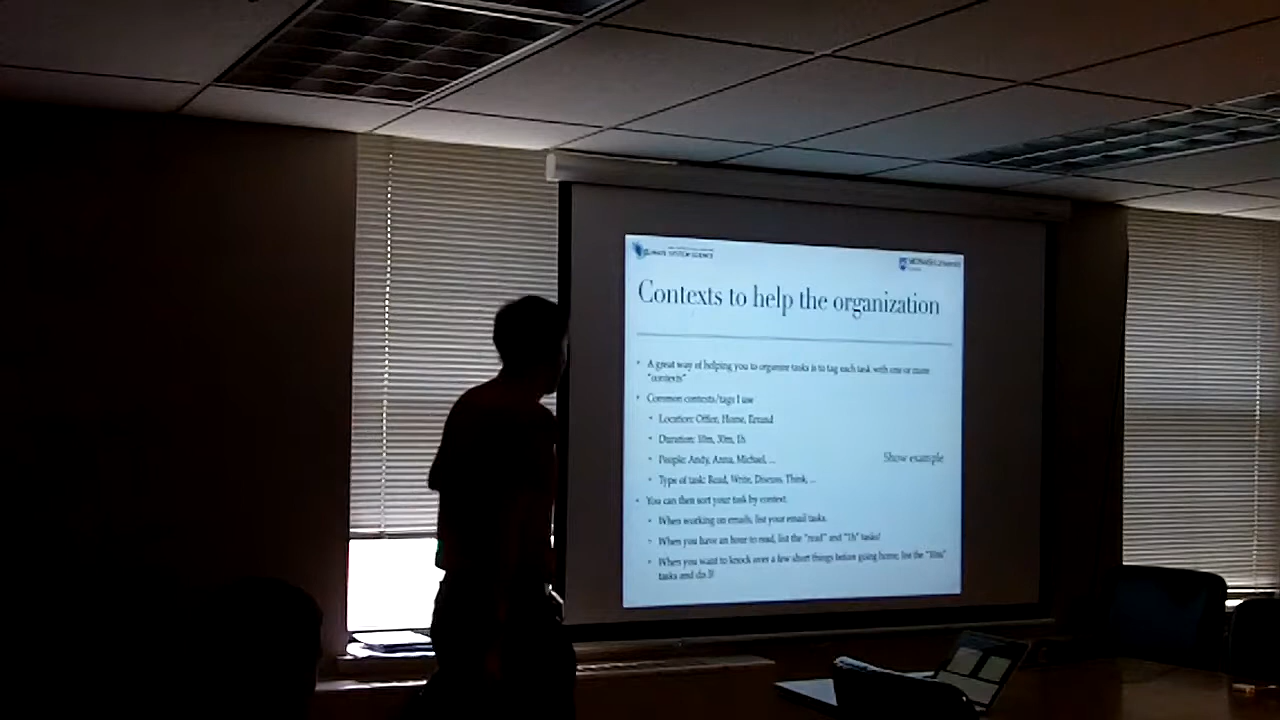 CLIMATE SYSTEM SCIENCE
MONASH University
Contexts to help the organization
• A great way of helping you to organize tasks is to tag each task with one or more
"contexts"
• Common contexts/tags I use
• Location: Office, Home, Errand
• Duration: 10m, 30m, 1h
• People: Andy, Anna, Michael, ...
Show example
• Type of task: Read, Write, Discuss, Think, ...
• You can then sort your task by context.
• When working on emails, list your email tasks.
• When you have an hour to read, list the "read" and "1h" tasks!
• When you want to knock over a few short things before going home, list the "10m"
tasks and do it!